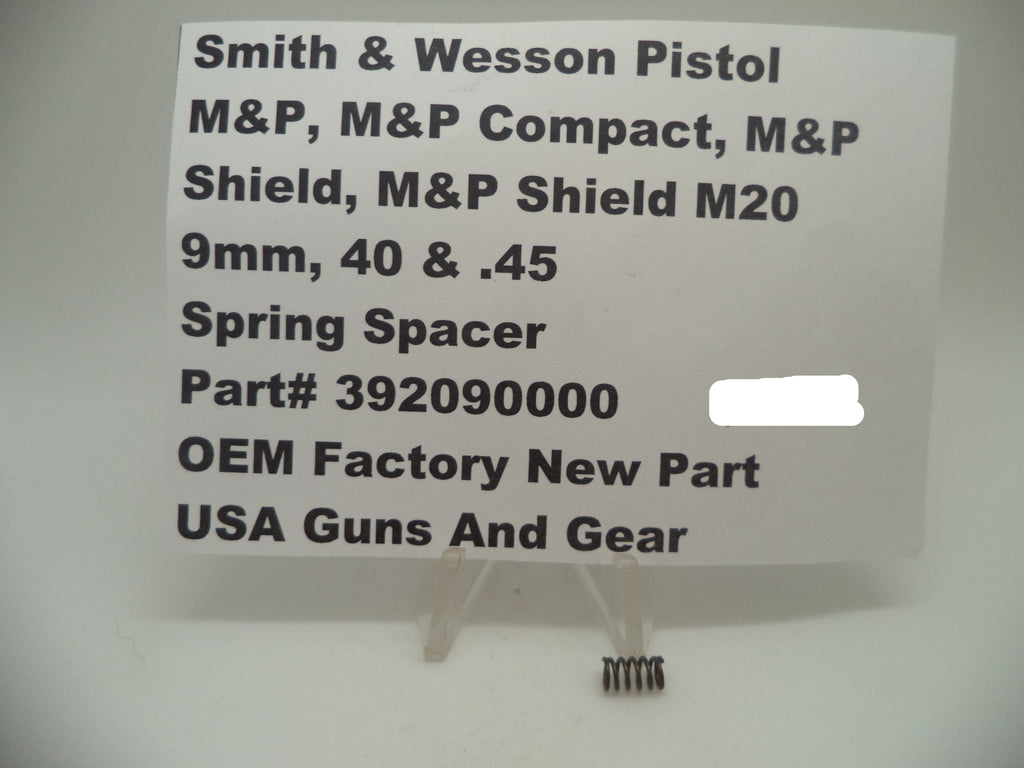 Smith & Wesson Pistol
M&P, M&P Compact, M&P
Shield, M&P Shield M20
9mm, 40 & .45
Spring Spacer
Part# 392090000
OEM Factory New Part
USA Guns And Gear